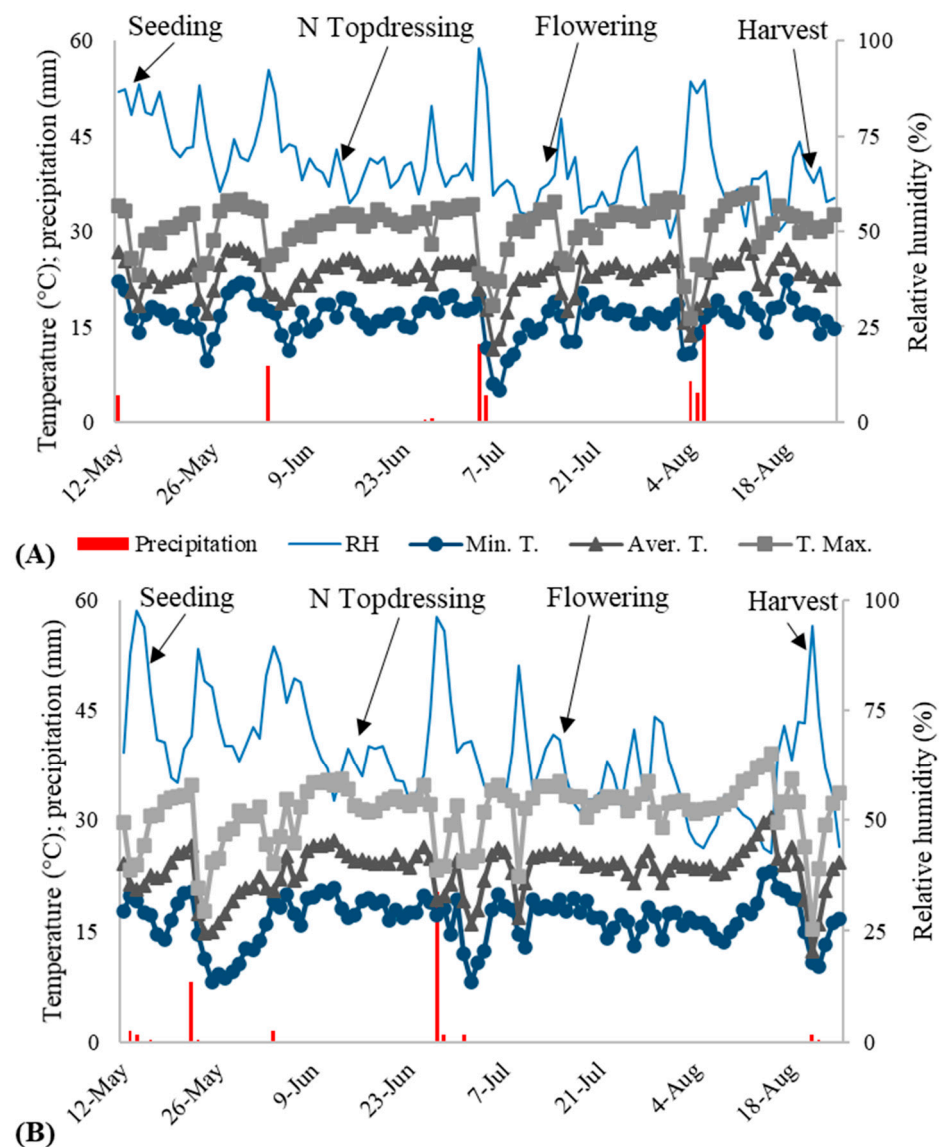 (A)
Seeding
N Topdressing
Flowering
Harvest
Temperature (°C); precipitation (mm)
60
45
30
15
0
100
75
50
25
0
Relative humidity (%)
12-May
26-May
9-Jun
23-Jun
7-Jul
21-Jul
4-Aug
18-Aug
Precipitation
RH
Min. T.
Aver. T.
T. Max.
Seeding
N Topdressing
Flowering
Harvest
Temperature (°C); precipitation (mm)
60
45
30
15
0
100
75
50
25
0
Relative humidity (%)
12-May
26-May
9-Jun
23-Jun
7-Jul
21-Jul
4-Aug
18-Aug
(B)